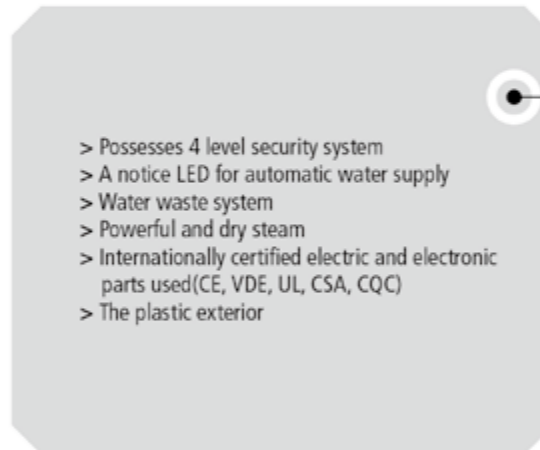 > Possesses 4 level security system
> A notice LED for automatic water supply
> Water waste system
> Powerful and dry steam
> Internationally certified electric and electronic
parts used(CE, VDE, UL, CSA, CQC)
> The plastic exterior